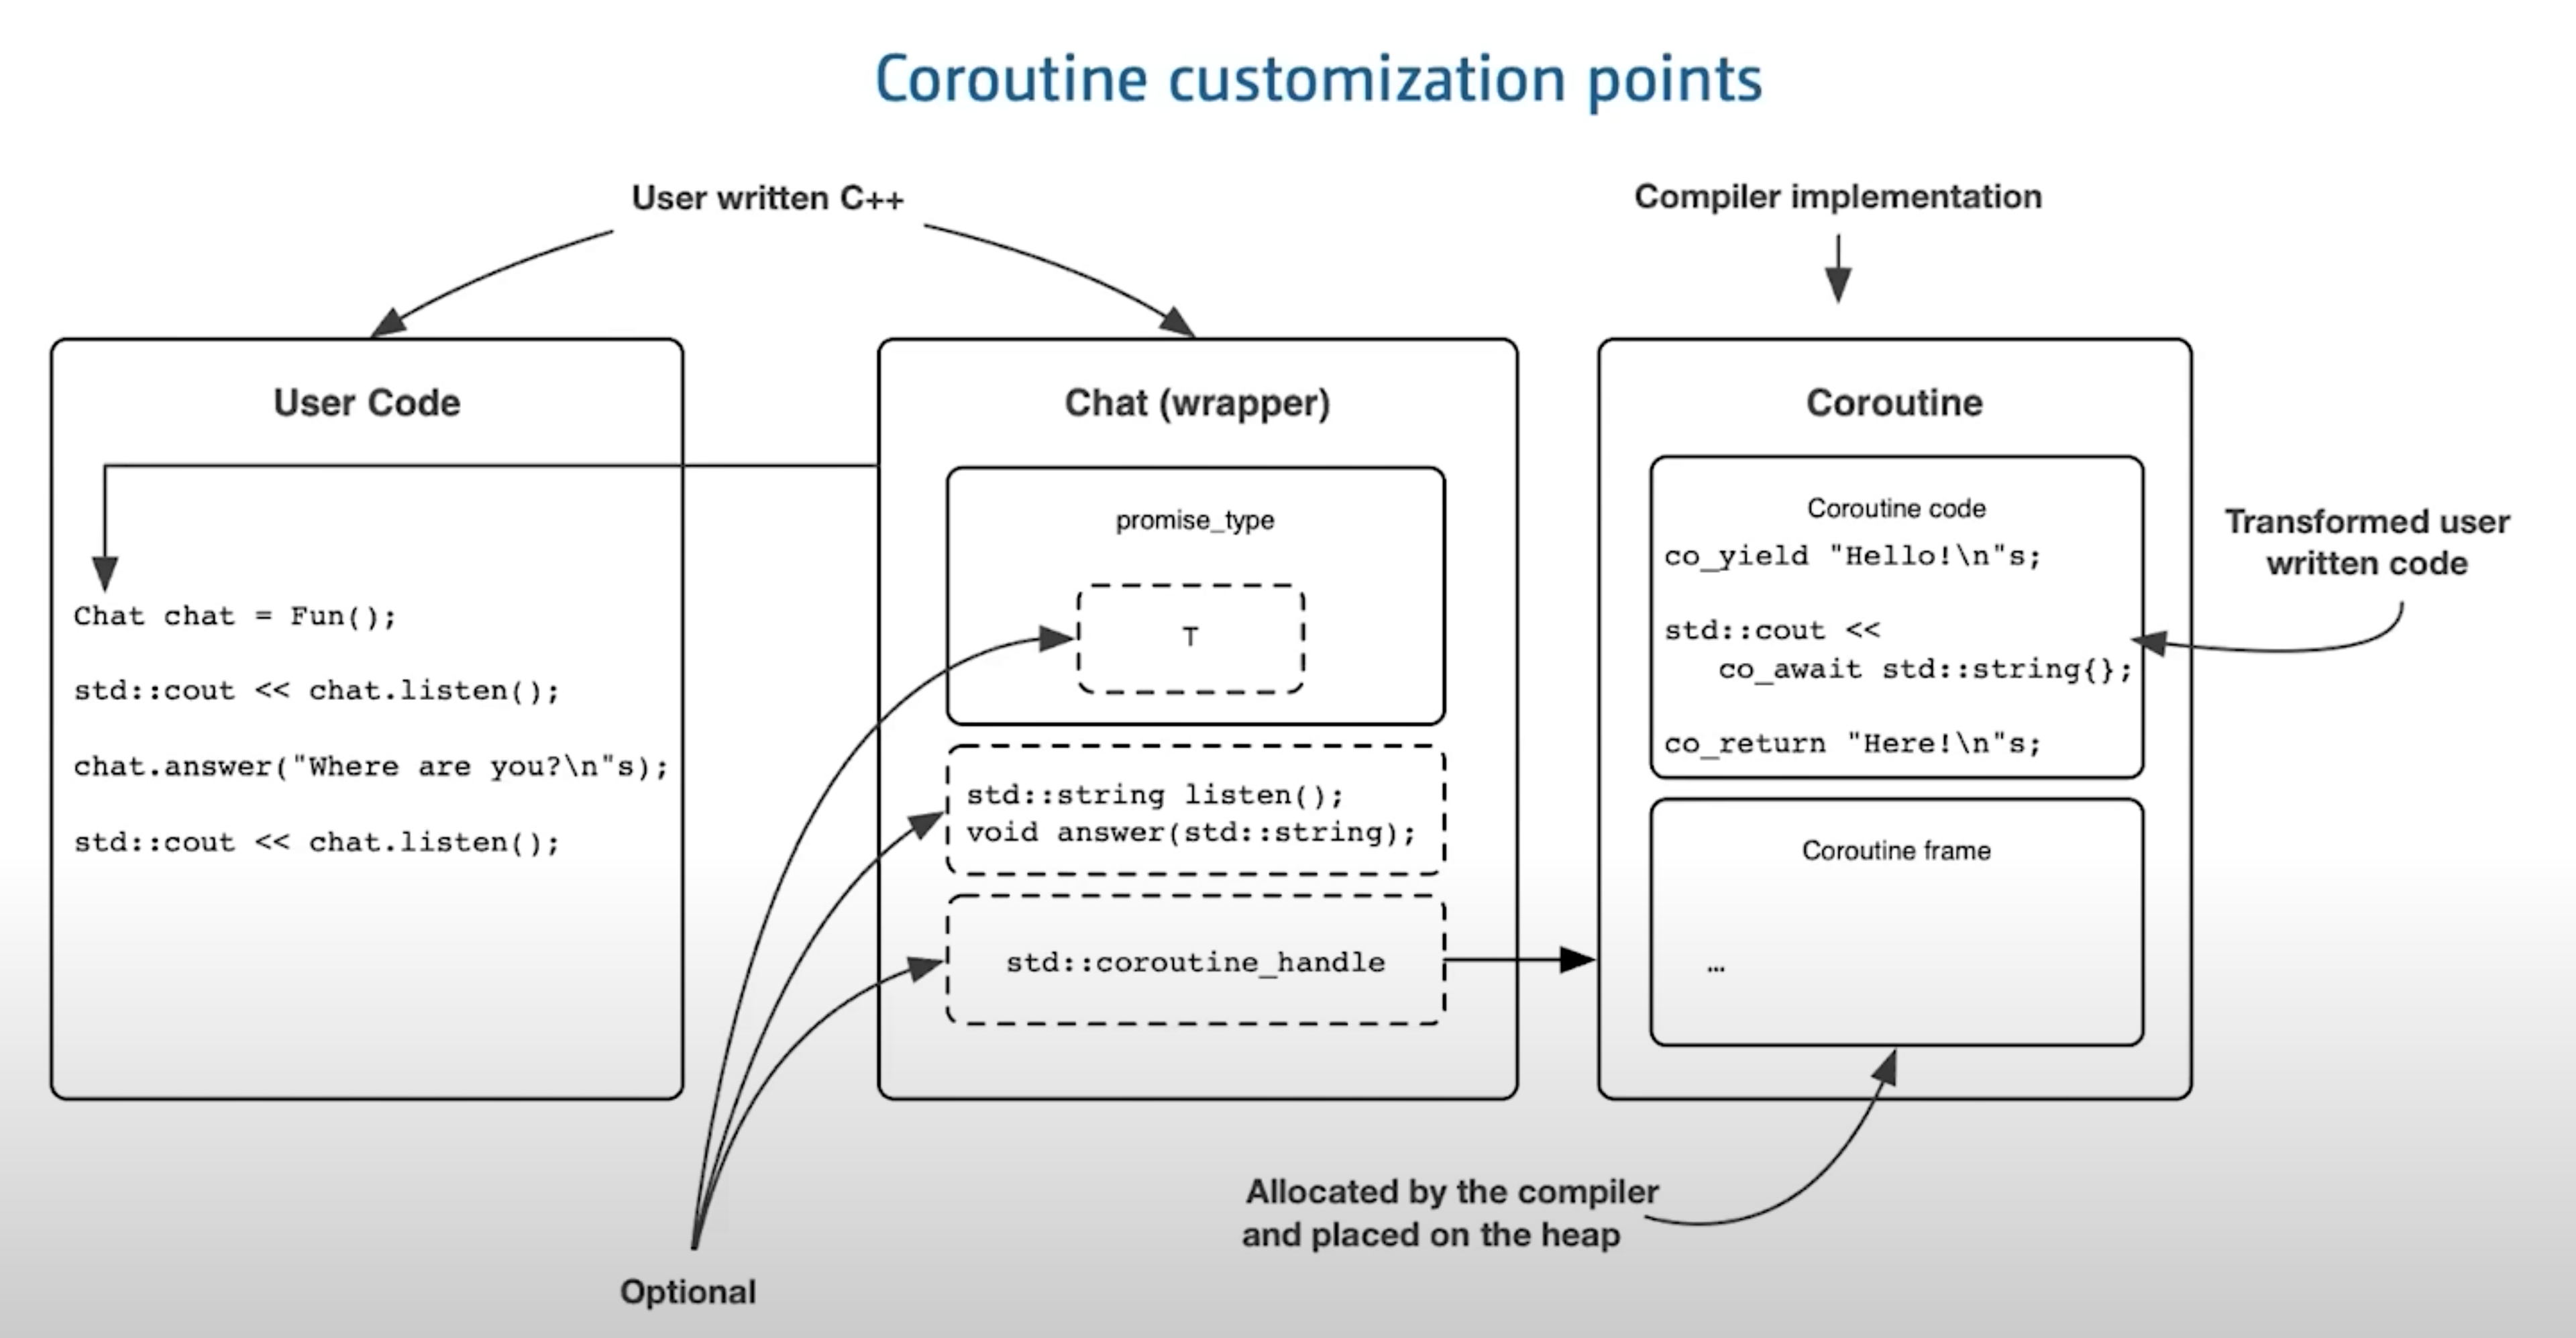 Coroutine customization points
User written C++
Compiler implementation
User Code
Chat chat = Fun();
std::cout << chat.listen();
chat.answer("Where are you?\n"s);
std::cout << chat.listen();
Chat (wrapper)
promise_type
T
std::string listen();
void answer(std::string);
std::coroutine_handle
Coroutine
Coroutine code
co_yield "Hello!\n"s;
std::cout <<
co_await std::string{};
co_return "Here!\n"s;
Coroutine frame
...
Transformed user
written code
Allocated by the compiler
and placed on the heap
Optional